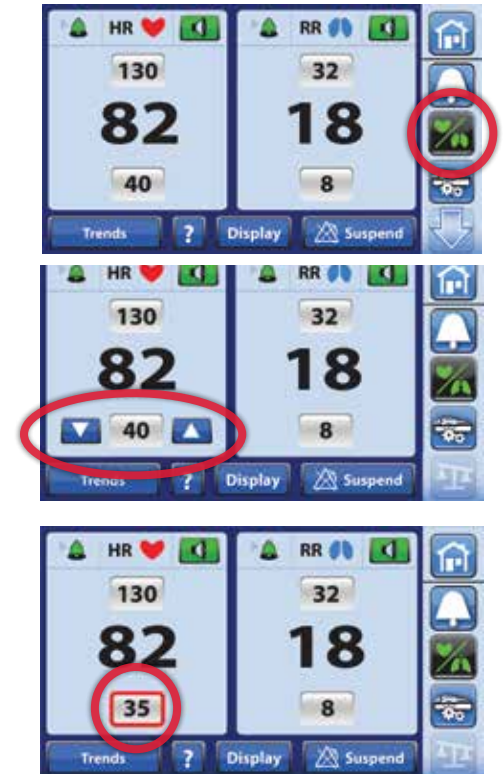 HR RR
130 32
82 18
40 8
Trends ? Display Suspend
HR RR
130 32
82 18
40 8
Trends ? Display Suspend
HR RR
130 32
82 18
35 8
Trends ? Display Suspend